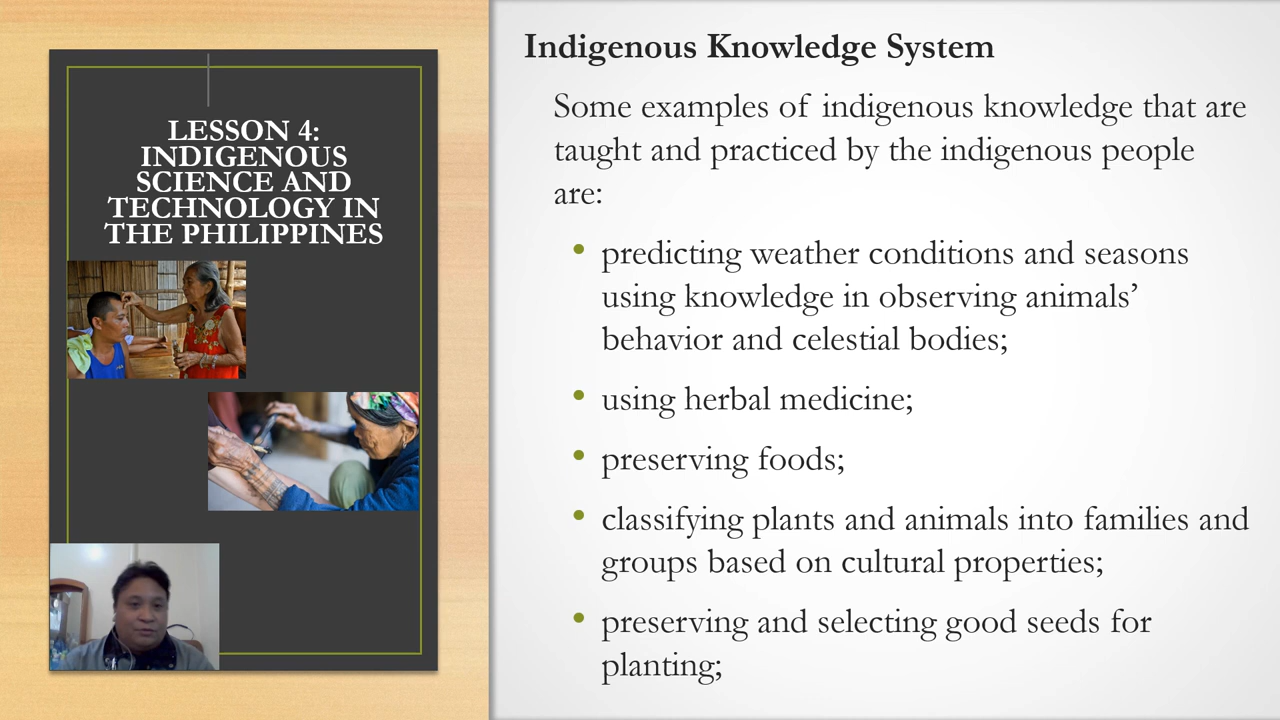 LESSON 4:
INDIGENOUS
SCIENCE AND
TECHNOLOGY IN
THE PHILIPPINES
Indigenous Knowledge System
Some examples of indigenous knowledge that are
taught and practiced by the indigenous people
are:
• predicting weather conditions and seasons
using knowledge in observing animals’
behavior and celestial bodies;
• using herbal medicine;
• preserving foods;
• classifying plants and animals into families and
groups based on cultural properties;
• preserving and selecting good seeds for
planting;